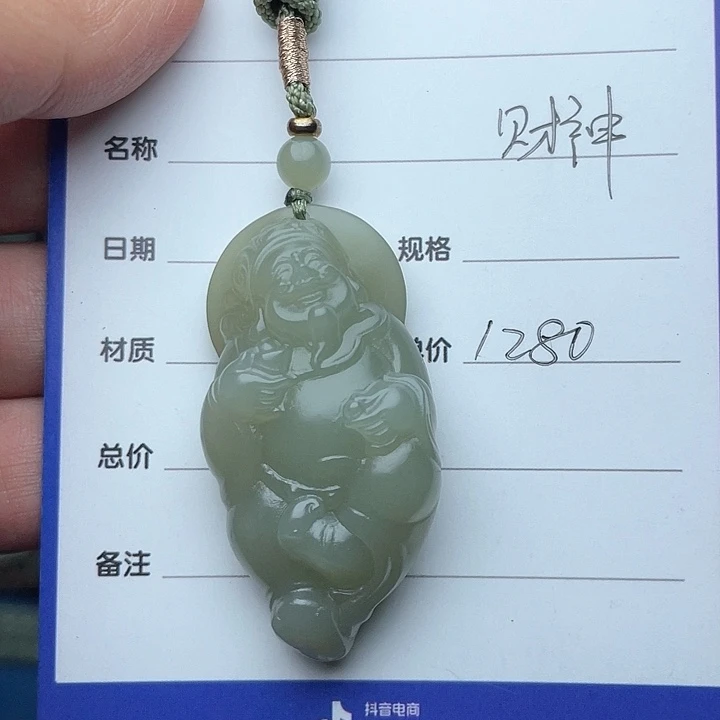 名称 财神
日期 规格
材质 价 1280
总价
备注
抖音电商